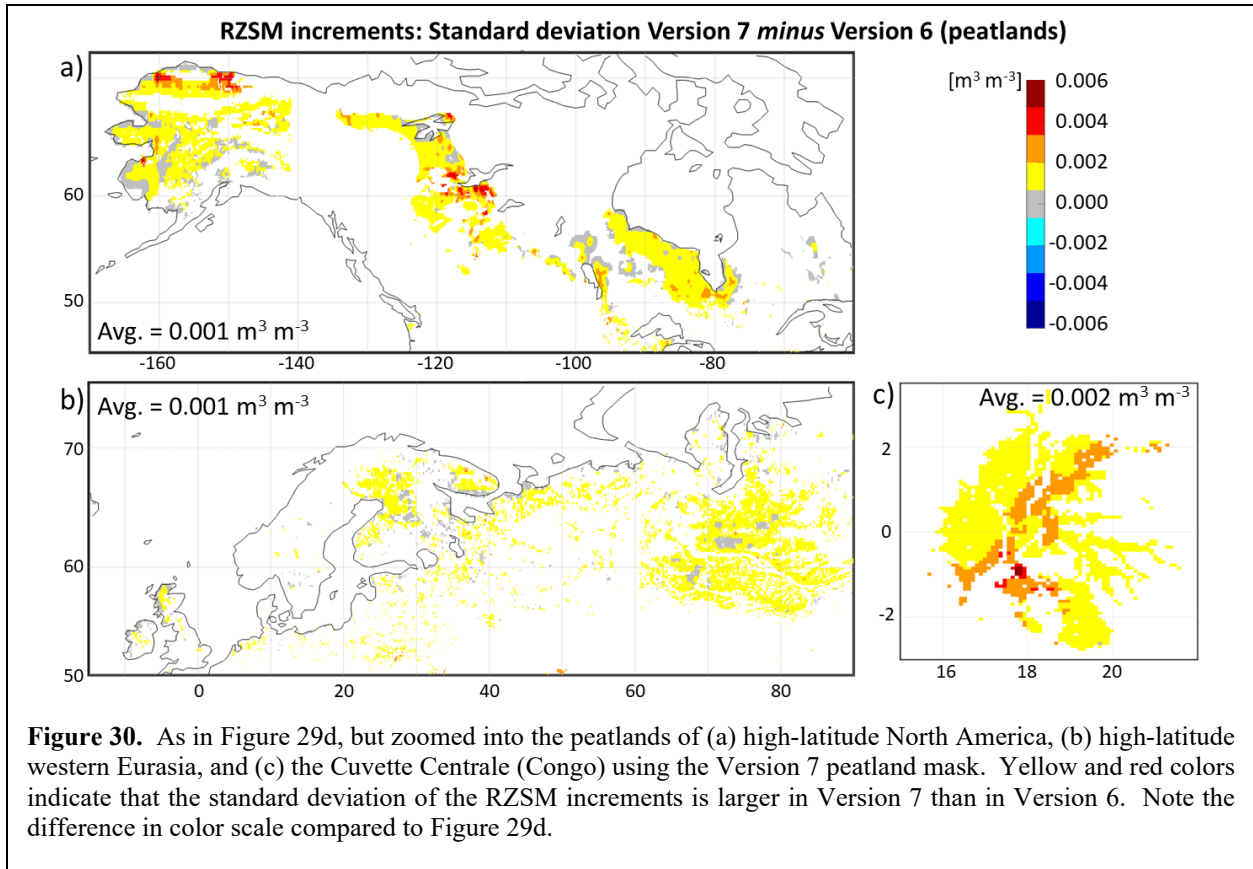 RZSM increments: Standard deviation Version 7 minus Version 6 (peatlands)
a)
[m³ m⁻³]
0.006
0.004
0.002
0.000
-0.002
-0.004
-0.006
60
50
Avg. = 0.001 m³ m⁻³
-160
-140
-120
-100
-80
b)
Avg. = 0.001 m³ m⁻³
70
60
50
0
20
40
60
80
c)
Avg. = 0.002 m³ m⁻³
2
0
-2
16
18
20
Figure 30. As in Figure 29d, but zoomed into the peatlands of (a) high-latitude North America, (b) high-latitude
western Eurasia, and (c) the Cuvette Centrale (Congo) using the Version 7 peatland mask. Yellow and red colors
indicate that the standard deviation of the RZSM increments is larger in Version 7 than in Version 6. Note the
difference in color scale compared to Figure 29d.